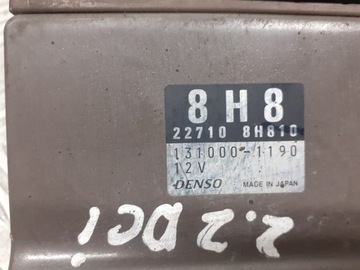 8H8
22710 8H810
131000-1190
12V
DENSO MADE IN JAPAN
2.2 DCi